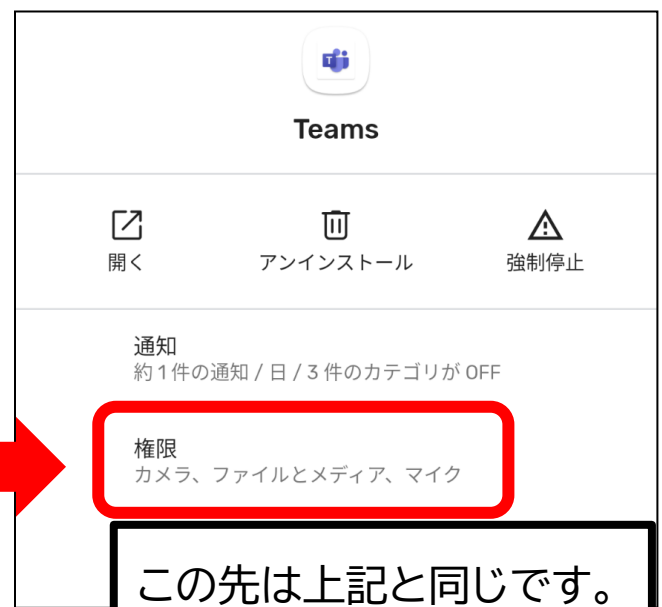 Teams
開く アンインストール 強制停止
通知
約1件の通知 / 日 / 3 件のカテゴリが OFF
権限
カメラ、ファイルとメディア、マイク
この先は上記と同じです。